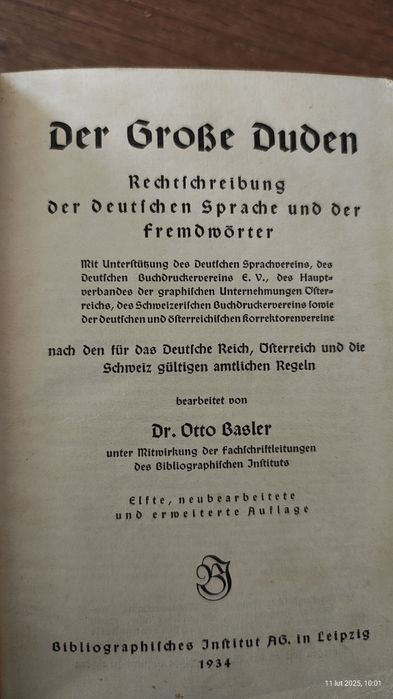 Der Große Duden
Rechtschreibung
der deutschen Sprache und der
Fremdwörter
Mit Unterstützung des Deutschen Sprachvereins, des
Deutschen Buchdruckervereins E. V., des Haupt-
verbandes der graphischen Unternehmungen Öster-
reichs, des Schweizerischen Buchdruckervereins sowie
der deutschen und österreichischen Korrektorenvereine
nach den für das Deutsche Reich, Österreich und die
Schweiz gültigen amtlichen Regeln
bearbeitet von
Dr. Otto Basler
unter Mitwirkung der Fachschriftleitungen
des Bibliographischen Instituts
Elfte, neubearbeitete
und erweiterte Auflage
BI
Bibliographisches Institut AG. in Leipzig
1934
11 lut 2025, 10:01